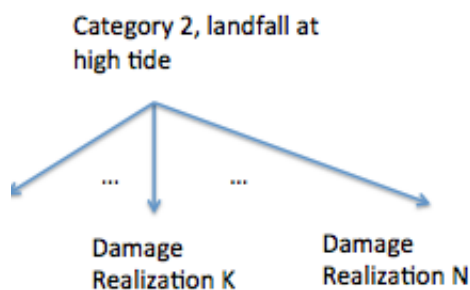 Category 2, landfall at
high tide
... ...
Damage
Realization K
Damage
Realization N